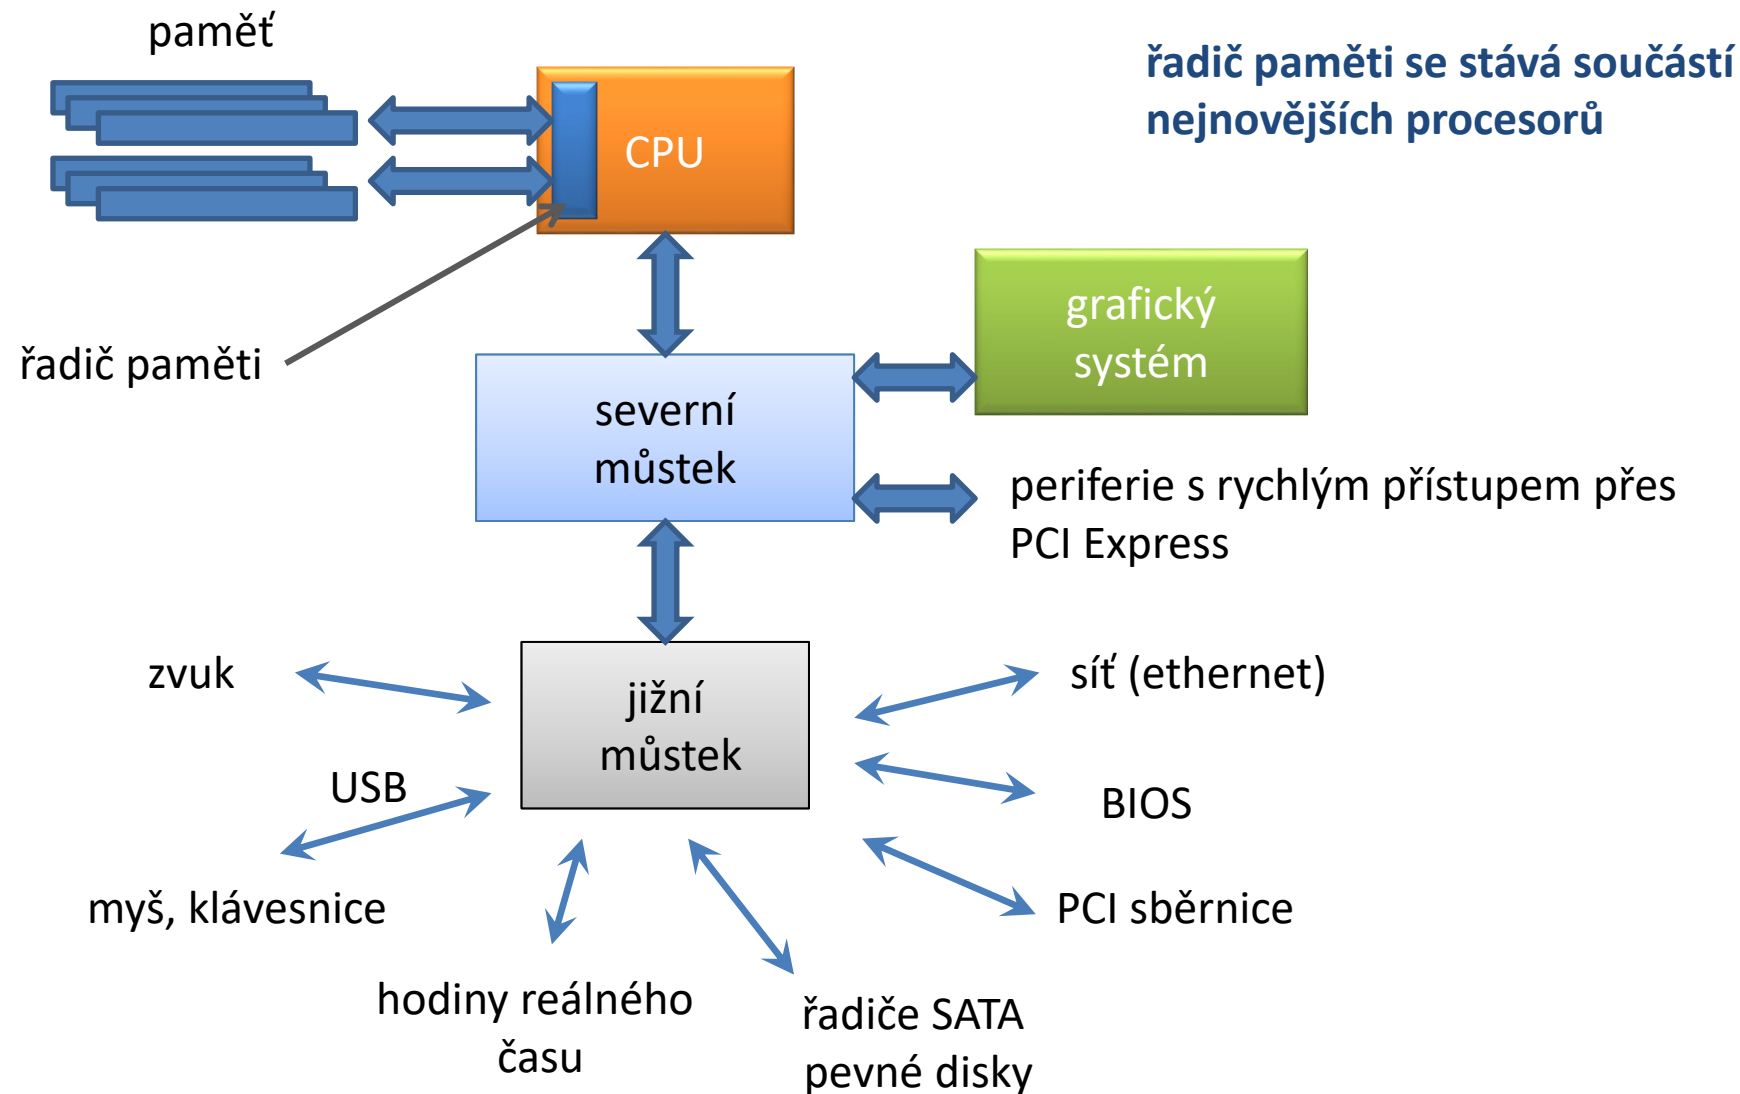 paměť
řadič paměti se stává součástí
nejnovějších procesorů
CPU
grafický
systém
řadič paměti
severní
můstek
periferie s rychlým přístupem přes
PCI Express
zvuk
jižní
můstek
síť (ethernet)
USB
BIOS
myš, klávesnice
PCI sběrnice
hodiny reálného
času
řadiče SATA
pevné disky